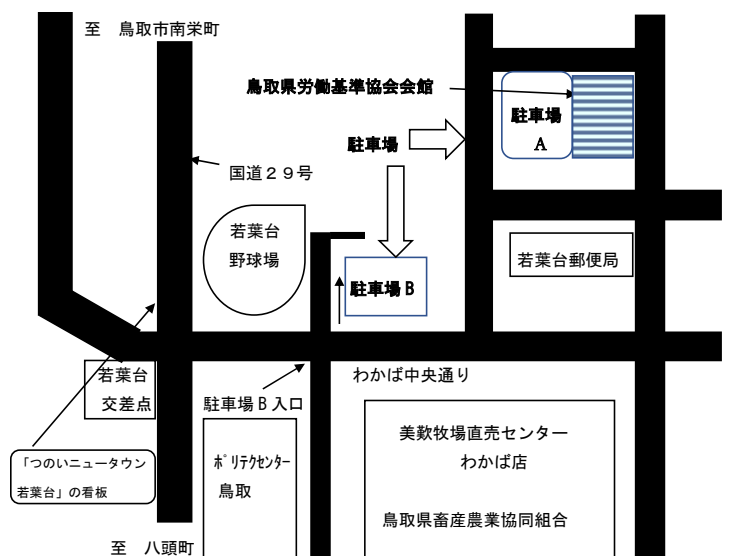 至　鳥取市南栄町
鳥取県労働基準協会会館
駐車場
A
駐車場
国道２９号
若葉台
野球場
若葉台郵便局
駐車場 B
若葉台
交差点
駐車場 B 入口
わかば中央通り
「つのいニュータウン
若葉台」の看板
ﾎﾟﾘﾃｸｾﾝﾀｰ
鳥取
美歎牧場直売センター
わかば店
鳥取県畜産農業協同組合
至　八頭町